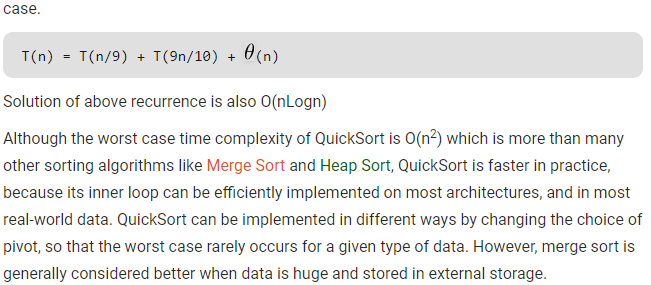 case.
T(n) = T(n/9) + T(9n/10) + θ(n)
Solution of above recurrence is also O(nLogn)
Although the worst case time complexity of QuickSort is O(n²) which is more than many
other sorting algorithms like Merge Sort and Heap Sort, QuickSort is faster in practice,
because its inner loop can be efficiently implemented on most architectures, and in most
real-world data. QuickSort can be implemented in different ways by changing the choice of
pivot, so that the worst case rarely occurs for a given type of data. However, merge sort is
generally considered better when data is huge and stored in external storage.